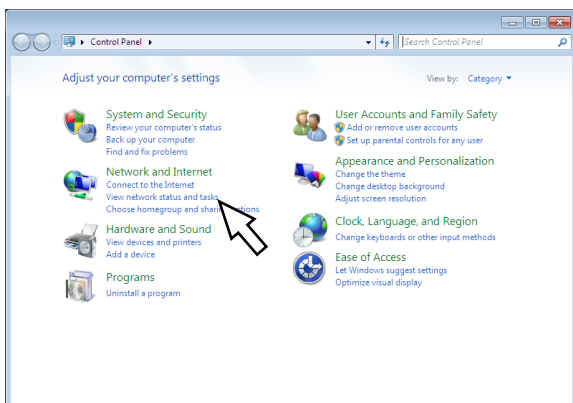 Control Panel
Search Control Panel
Adjust your computer's settings
View by: Category
System and Security
Review your computer's status
Back up your computer
Find and fix problems
Network and Internet
Connect to the Internet
View network status and tasks
Choose homegroup and sharing options
Hardware and Sound
View devices and printers
Add a device
Programs
Uninstall a program
User Accounts and Family Safety
Add or remove user accounts
Set up parental controls for any user
Appearance and Personalization
Change the theme
Change desktop background
Adjust screen resolution
Clock, Language, and Region
Change keyboards or other input methods
Ease of Access
Let Windows suggest settings
Optimize visual display